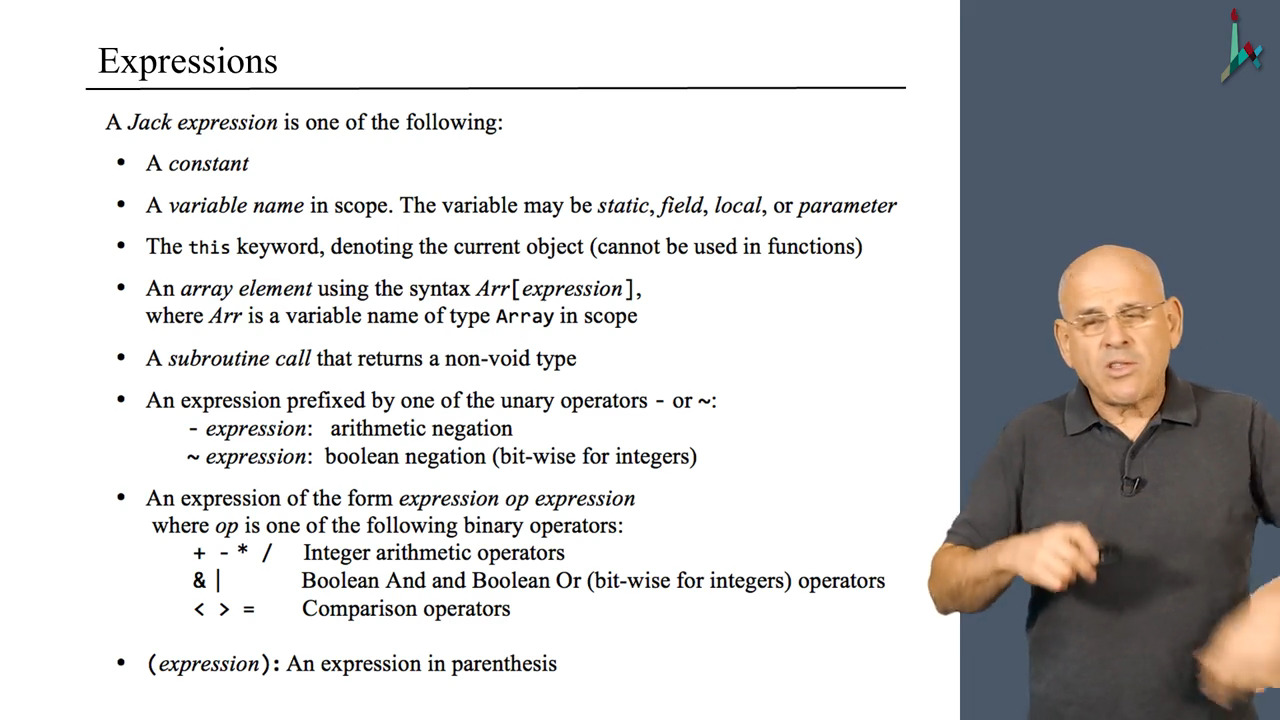 Expressions
A Jack expression is one of the following:
• A constant
• A variable name in scope. The variable may be static, field, local, or parameter
• The this keyword, denoting the current object (cannot be used in functions)
• An array element using the syntax Arr[expression],
where Arr is a variable name of type Array in scope
• A subroutine call that returns a non-void type
• An expression prefixed by one of the unary operators - or ~:
- expression: arithmetic negation
~ expression: boolean negation (bit-wise for integers)
• An expression of the form expression op expression
where op is one of the following binary operators:
+ - * / Integer arithmetic operators
& | Boolean And and Boolean Or (bit-wise for integers) operators
< > = Comparison operators
• (expression): An expression in parenthesis